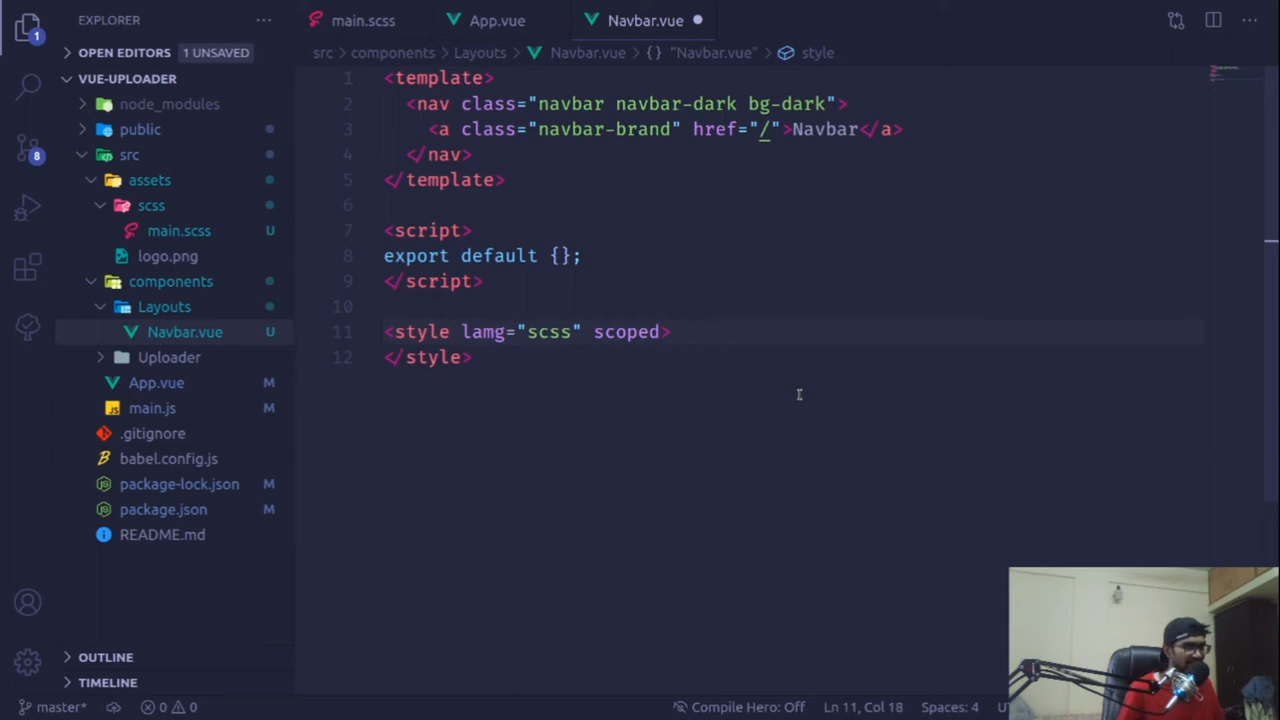 EXPLORER
main.scss
App.vue
Navbar.vue
OPEN EDITORS 1 UNSAVED
src components Layouts Navbar.vue {} "Navbar.vue" style
VUE-UPLOADER
node_modules
public
src
assets
scss
main.scss U
logo.png
components
Layouts
Navbar.vue U
Uploader
App.vue M
main.js M
.gitignore
babel.config.js
package-lock.json M
package.json M
README.md
OUTLINE
TIMELINE
1
8
1 <template>
2 <nav class="navbar navbar-dark bg-dark">
3 <a class="navbar-brand" href="/">Navbar</a>
4 </nav>
5 </template>
6
7 <script>
8 export default {};
9 </script>
10
11 <style lamg="scss" scoped>
12 </style>
master* 0 0 Compile Hero: Off Ln 11, Col 18 Spaces: 4